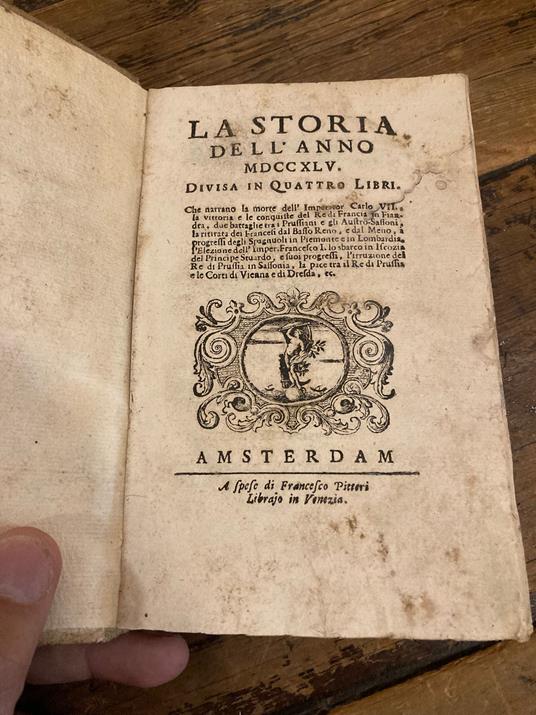 LA STORIA
DELL'ANNO
MDCCXLV.
DIVISA IN QUATTRO LIBRI.
Che narrano la morte dell' Imperator Carlo VII.,
la vittoria e le conquiste del Re di Francia in Fian-
dra, due battaglie tra i Prussiani e gli Austro-Sassoni,
la ritirata dei Francesi dal Basso Reno, e dal Meno, i
progressi degli Spagnuoli in Piemonte e in Lombardia,
l'Elezione dell' Imper. Francesco I. lo sbarco in Iscozia
del Principe Stuardo, e suoi progressi, l'irruzione del
Re di Prussia in Sassonia, la pace tra il Re di Prussia
e le Corti di Vienna e di Dresda, ec.
AMSTERDAM
A spese di Francesco Pitteri
Librajo in Venezia.